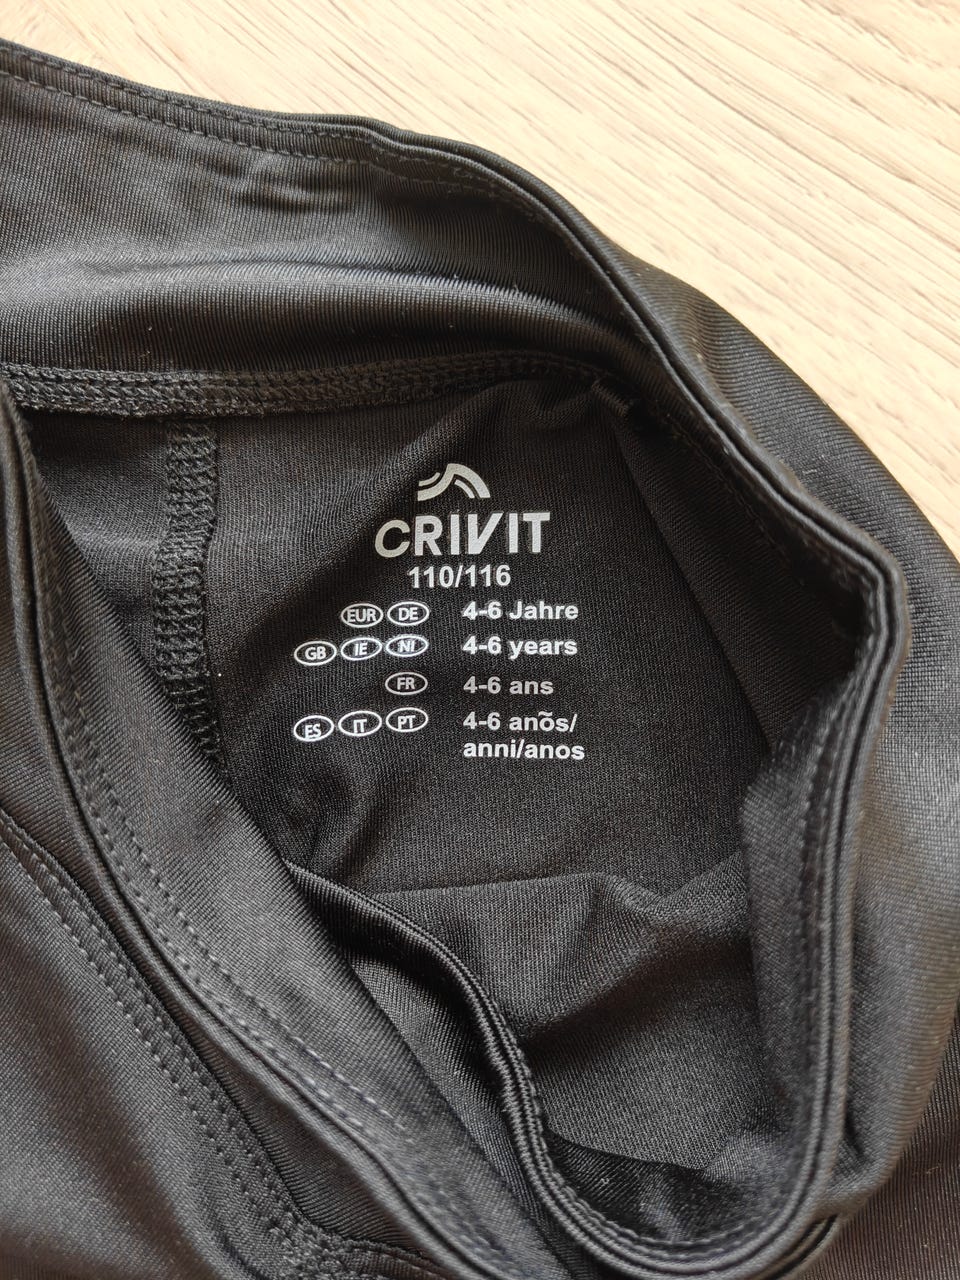 CRIVIT
110/116
EUR DE 4-6 Jahre
GB IE NI 4-6 years
FR 4-6 ans
ES IT PT 4-6 anõs/
anni/anos